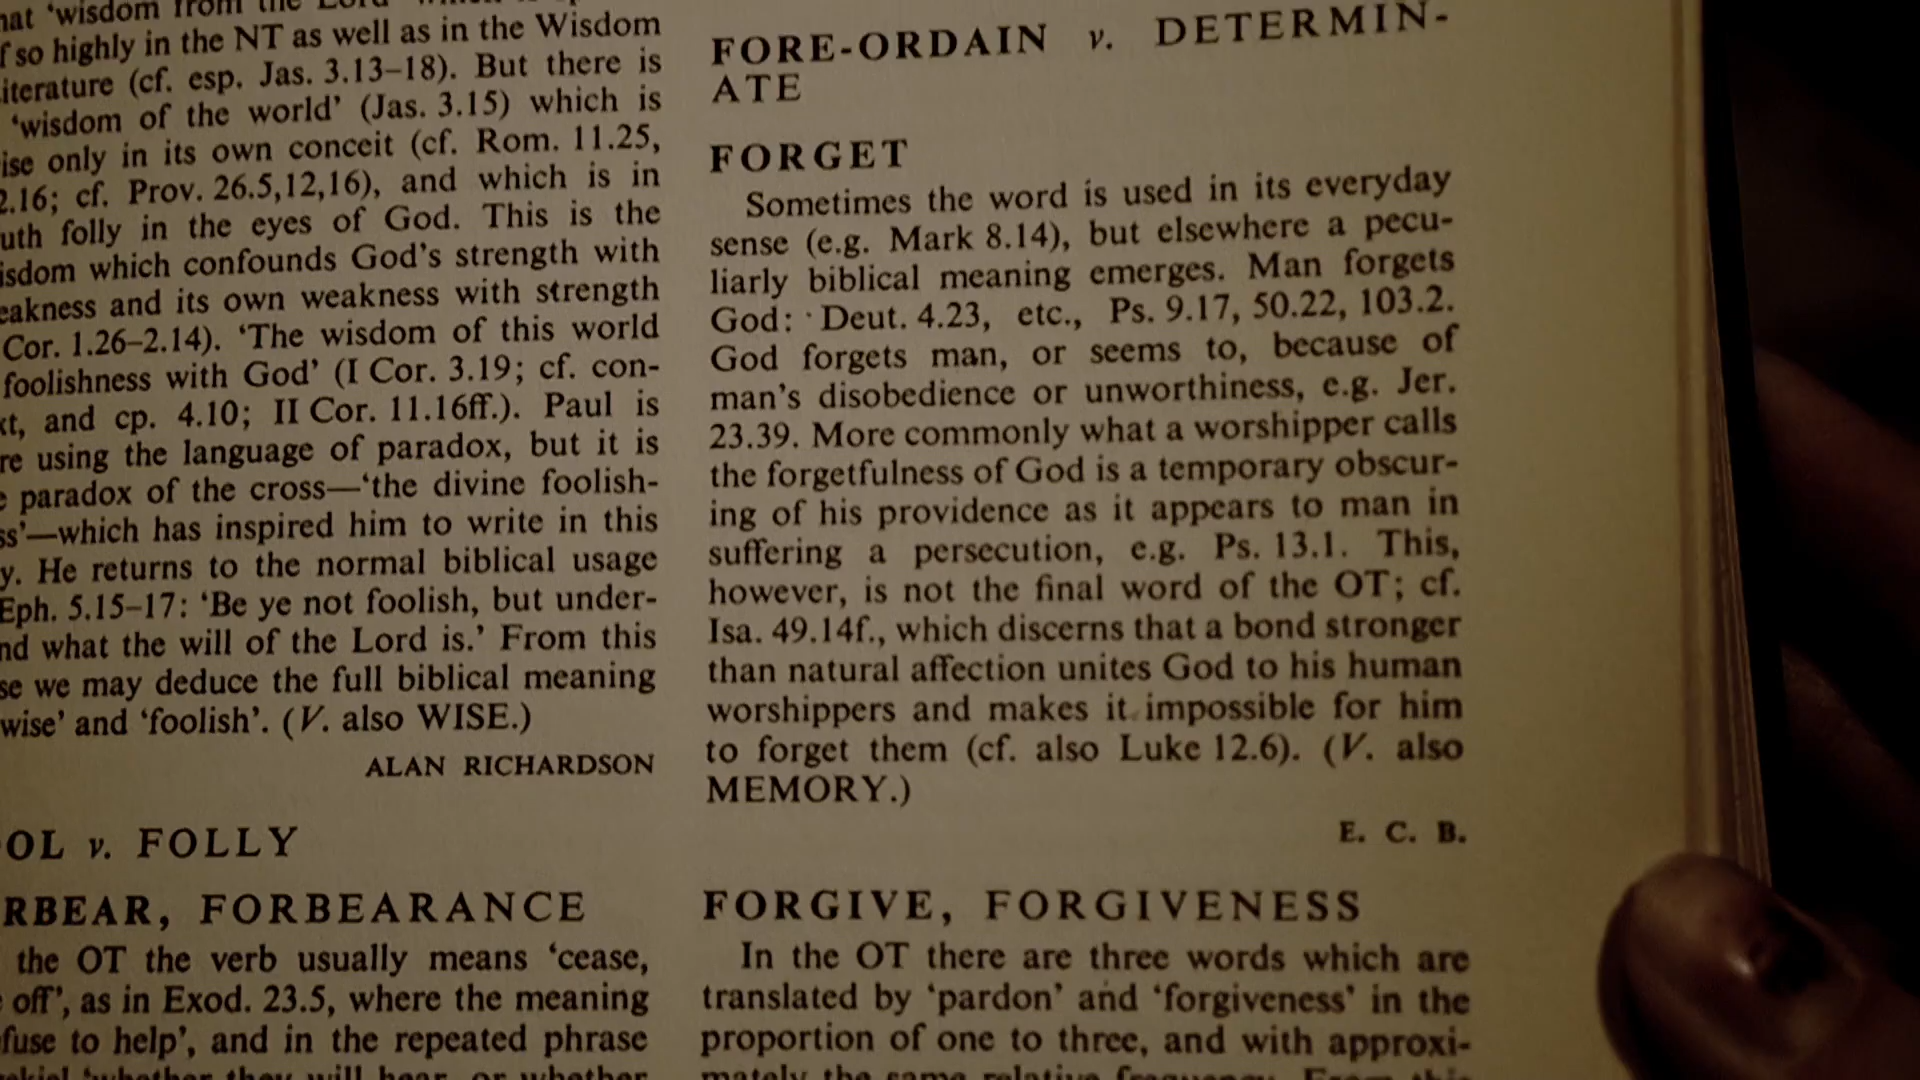 'wisdom from the Lord'
so highly in the NT as well as in the Wisdom
iterature (cf. esp. Jas. 3.13–18). But there is
'wisdom of the world' (Jas. 3.15) which is
ise only in its own conceit (cf. Rom. 11.25,
2.16; cf. Prov. 26.5,12,16), and which is in
uth folly in the eyes of God. This is the
isdom which confounds God's strength with
eakness and its own weakness with strength
Cor. 1.26–2.14). 'The wisdom of this world
foolishness with God' (I Cor. 3.19; cf. con-
xt, and cp. 4.10; II Cor. 11.16ff.). Paul is
re using the language of paradox, but it is
e paradox of the cross—'the divine foolish-
ss'—which has inspired him to write in this
y. He returns to the normal biblical usage
Eph. 5.15–17: 'Be ye not foolish, but under-
nd what the will of the Lord is.' From this
se we may deduce the full biblical meaning
wise' and 'foolish'. (V. also WISE.)
ALAN RICHARDSON
OL v. FOLLY
RBEAR, FORBEARANCE
the OT the verb usually means 'cease,
off', as in Exod. 23.5, where the meaning
fuse to help', and in the repeated phrase
'whether they will hear, or whether
FORE-ORDAIN v. DETERMIN-
ATE
FORGET
Sometimes the word is used in its everyday
sense (e.g. Mark 8.14), but elsewhere a pecu-
liarly biblical meaning emerges. Man forgets
God: Deut. 4.23, etc., Ps. 9.17, 50.22, 103.2.
God forgets man, or seems to, because of
man's disobedience or unworthiness, e.g. Jer.
23.39. More commonly what a worshipper calls
the forgetfulness of God is a temporary obscur-
ing of his providence as it appears to man in
suffering a persecution, e.g. Ps. 13.1. This,
however, is not the final word of the OT; cf.
Isa. 49.14f., which discerns that a bond stronger
than natural affection unites God to his human
worshippers and makes it impossible for him
to forget them (cf. also Luke 12.6). (V. also
MEMORY.)
E. C. B.
FORGIVE, FORGIVENESS
In the OT there are three words which are
translated by 'pardon' and 'forgiveness' in the
proportion of one to three, and with approxi-
mately the same relative frequency. From this